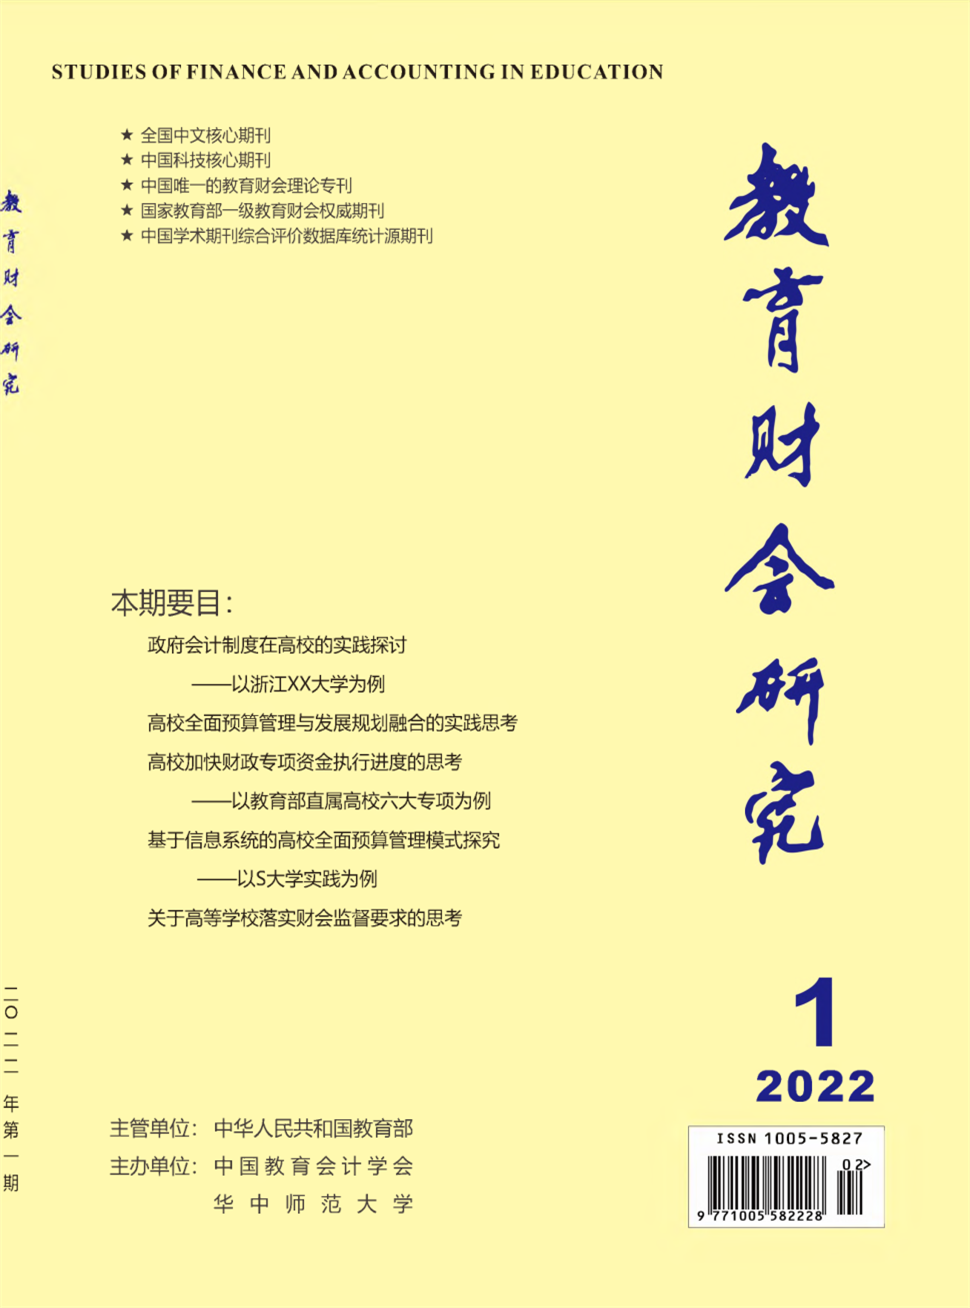 STUDIES OF FINANCE AND ACCOUNTING IN EDUCATION
★ 全国中文核心期刊
★ 中国科技核心期刊
★ 中国唯一的教育财会理论专刊
★ 国家教育部一级教育财会权威期刊
★ 中国学术期刊综合评价数据库统计源期刊
教育财会研究
教育财会研究
本期要目：
政府会计制度在高校的实践探讨
——以浙江XX大学为例
高校全面预算管理与发展规划融合的实践思考
高校加快财政专项资金执行进度的思考
——以教育部直属高校六大专项为例
基于信息系统的高校全面预算管理模式探究
——以S大学实践为例
关于高等学校落实财会监督要求的思考
二〇二二年第一期
1
2022
主管单位： 中华人民共和国教育部
主办单位： 中国教育会计学会
华中师范大学
ISSN 1005-5827
02>
9 771005 582228